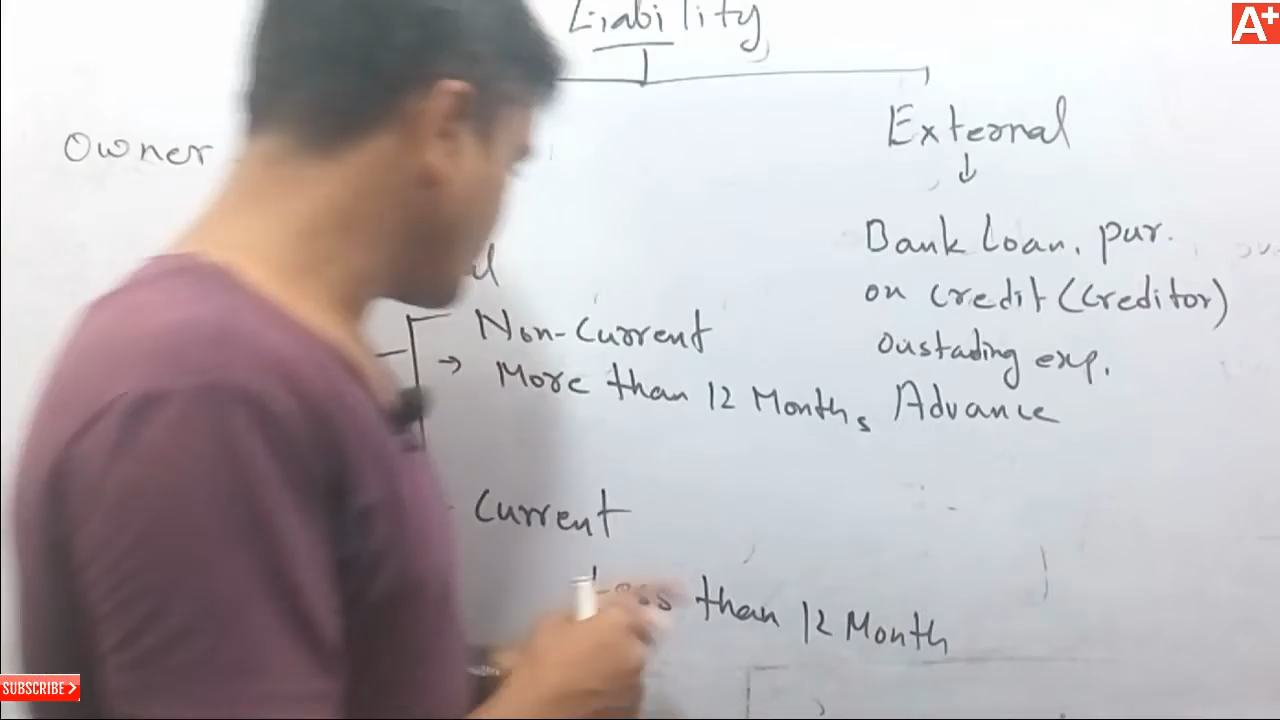 Liability
External
Owner
Bank Loan, pur.
on credit (creditor)
Non-Current
oustading exp.
→ More than 12 Months
Advance
Current
Less than 12 Month
A+
SUBSCRIBE